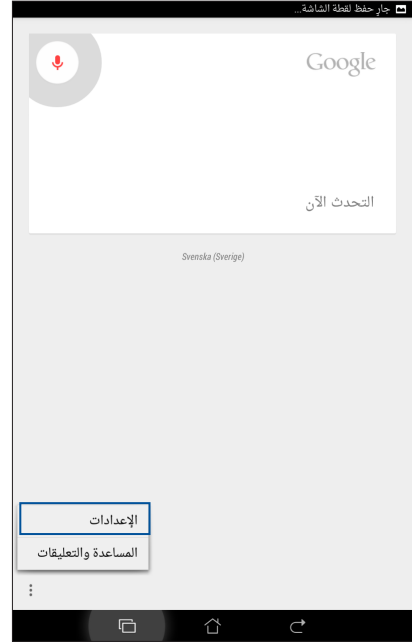 جارٍ حفظ لقطة الشاشة...
Google
التحدث الآن
Svenska (Sverige)
الإعدادات
المساعدة والتعليقات